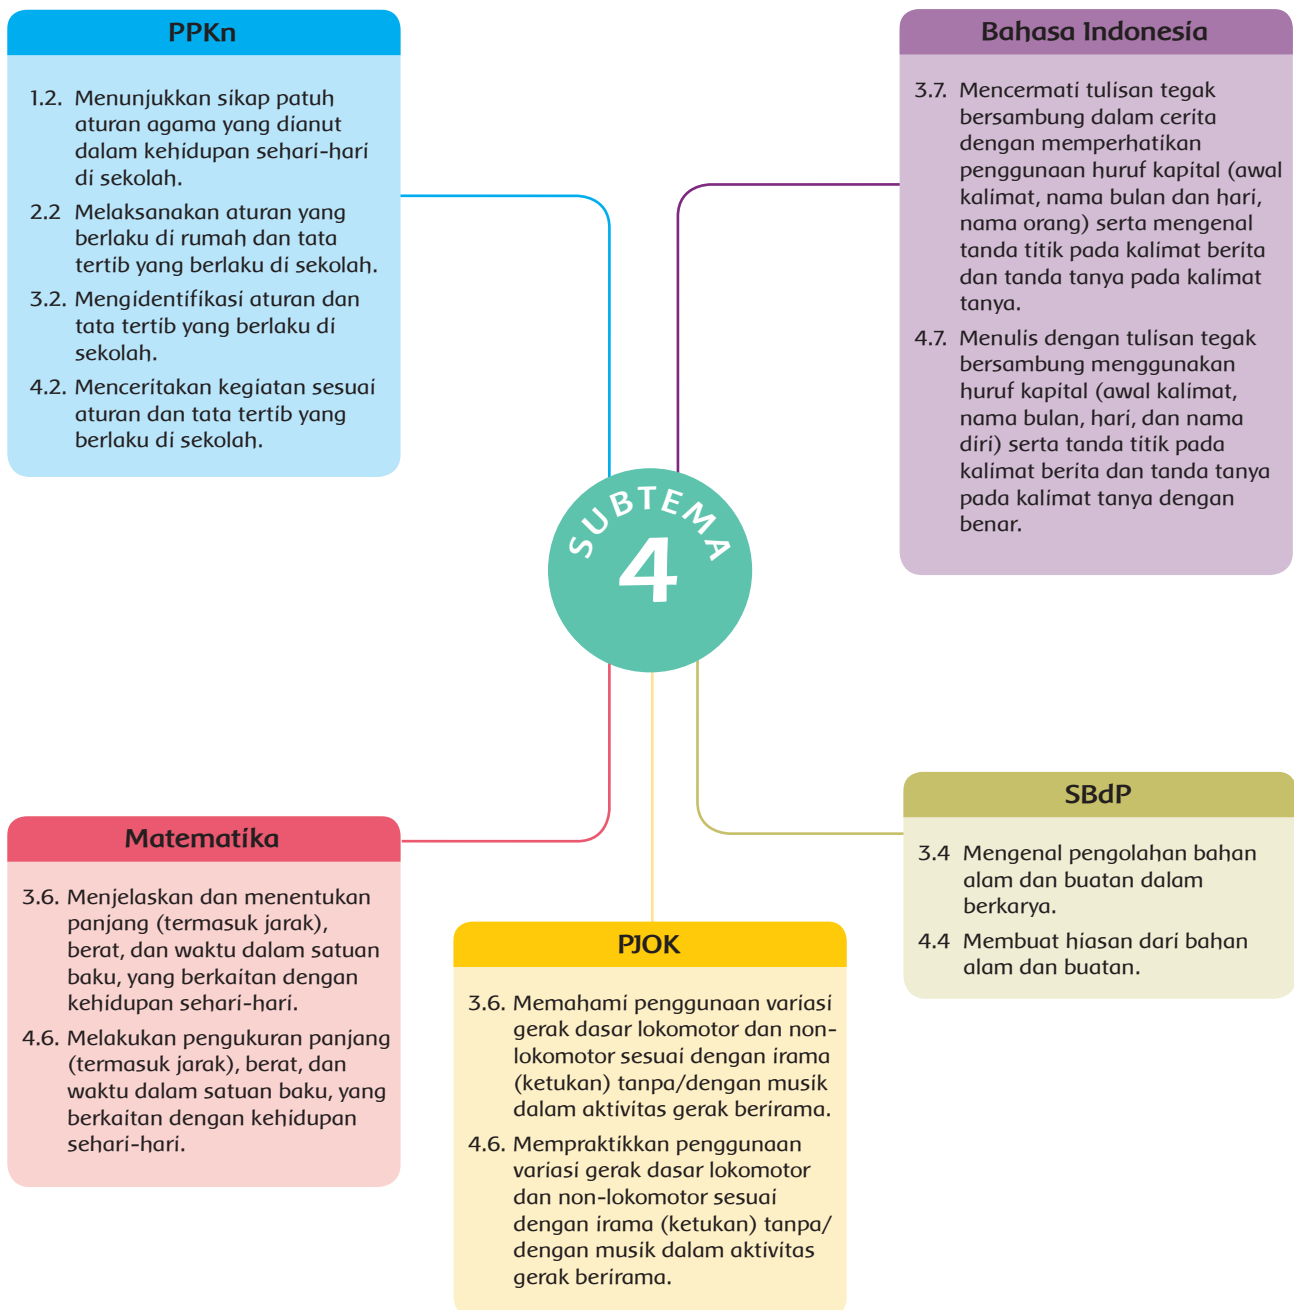 PPKn
1.2. Menunjukkan sikap patuh
aturan agama yang dianut
dalam kehidupan sehari-hari
di sekolah.
2.2 Melaksanakan aturan yang
berlaku di rumah dan tata
tertib yang berlaku di sekolah.
3.2. Mengidentifikasi aturan dan
tata tertib yang berlaku di
sekolah.
4.2. Menceritakan kegiatan sesuai
aturan dan tata tertib yang
berlaku di sekolah.
Bahasa Indonesia
3.7. Mencermati tulisan tegak
bersambung dalam cerita
dengan memperhatikan
penggunaan huruf kapital (awal
kalimat, nama bulan dan hari,
nama orang) serta mengenal
tanda titik pada kalimat berita
dan tanda tanya pada kalimat
tanya.
4.7. Menulis dengan tulisan tegak
bersambung menggunakan
huruf kapital (awal kalimat,
nama bulan, hari, dan nama
diri) serta tanda titik pada
kalimat berita dan tanda tanya
pada kalimat tanya dengan
benar.
SUBTEMA
4
Matematika
3.6. Menjelaskan dan menentukan
panjang (termasuk jarak),
berat, dan waktu dalam satuan
baku, yang berkaitan dengan
kehidupan sehari-hari.
4.6. Melakukan pengukuran panjang
(termasuk jarak), berat, dan
waktu dalam satuan baku, yang
berkaitan dengan kehidupan
sehari-hari.
PJOK
3.6. Memahami penggunaan variasi
gerak dasar lokomotor dan non-
lokomotor sesuai dengan irama
(ketukan) tanpa/dengan musik
dalam aktivitas gerak berirama.
4.6. Mempraktikkan penggunaan
variasi gerak dasar lokomotor
dan non-lokomotor sesuai
dengan irama (ketukan) tanpa/
dengan musik dalam aktivitas
gerak berirama.
SBdP
3.4 Mengenal pengolahan bahan
alam dan buatan dalam
berkarya.
4.4 Membuat hiasan dari bahan
alam dan buatan.